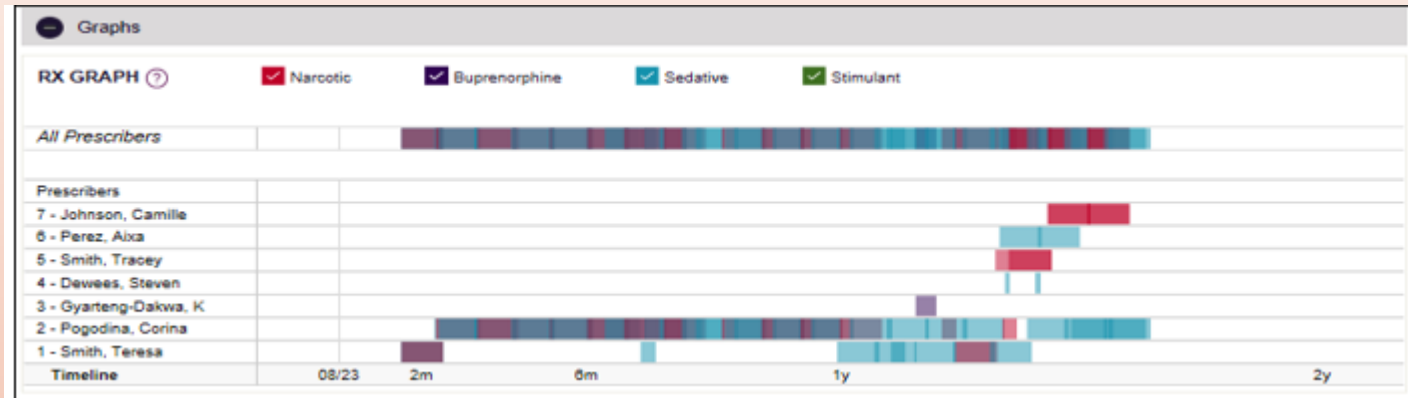 Graphs
RX GRAPH ? Narcotic Buprenorphine Sedative Stimulant
All Prescribers
Prescribers
7 - Johnson, Camille
6 - Perez, Aixa
5 - Smith, Tracey
4 - Dewees, Steven
3 - Gyarteng-Dakwa, K
2 - Pogodina, Corina
1 - Smith, Teresa
Timeline 08/23 2m 6m 1y 2y